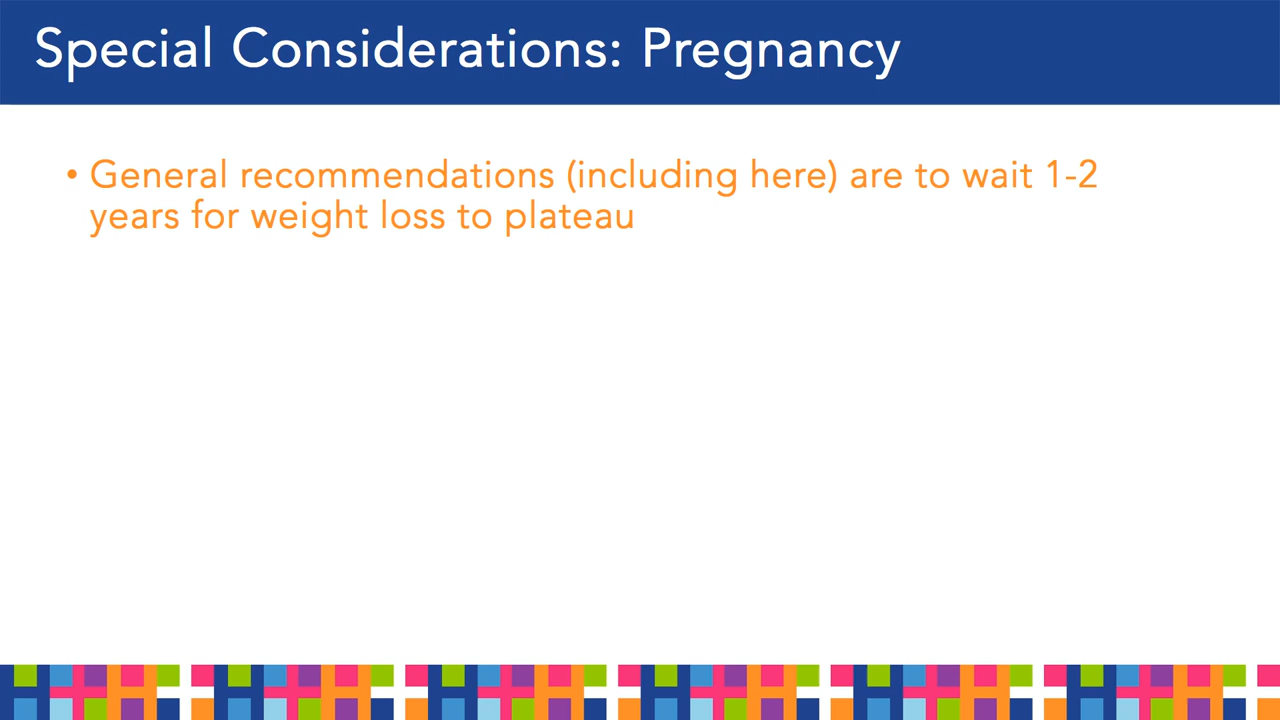 Special Considerations: Pregnancy
• General recommendations (including here) are to wait 1-2
years for weight loss to plateau